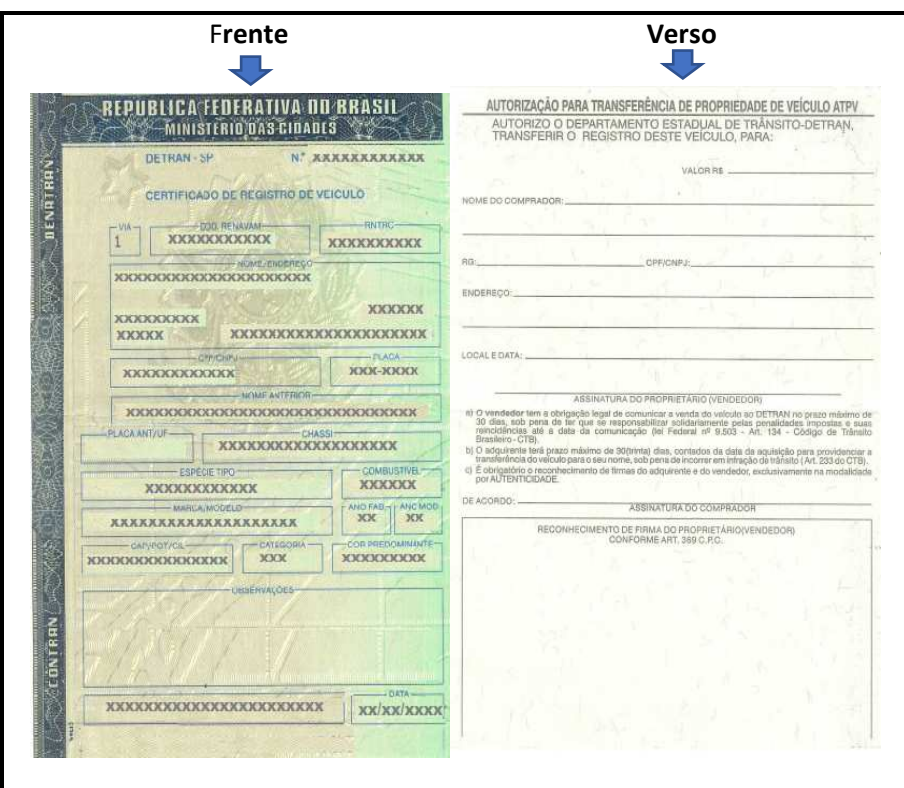 Frente
REPUBLICA FEDERATIVA DO BRASIL
MINISTÉRIO DAS CIDADES
DENATRAN
CONTRAN
DETRAN - SP N.º XXXXXXXXXXXX
CERTIFICADO DE REGISTRO DE VEICULO
VIA COD. RENAVAM RNTRC
1 XXXXXXXXXXX XXXXXXXXXX
NOME/ENDEREÇO
XXXXXXXXXXXXXXXXXXXXX
XXXXXX
XXXXXXXXX
XXXXX XXXXXXXXXXXXXXXXXXXXX
CPF/CNPJ PLACA
XXXXXXXXXXXX XXX-XXXX
NOME ANTERIOR
XXXXXXXXXXXXXXXXXXXXXXXXXXXXXXX
PLACA ANT/UF CHASSI
XXXXXXXXXXXXXXXXXXX
ESPÉCIE TIPO COMBUSTÍVEL
XXXXXXXXXXXX XXXXXX
MARCA/MODELO ANO FAB. ANO MOD.
XXXXXXXXXXXXXXXXXXXX XX XX
CAP/POT/CIL CATEGORIA COR PREDOMINANTE
XXXXXXXXXXXXXXX XXX XXXXXXXXX
OBSERVAÇÕES
DATA
XXXXXXXXXXXXXXXXXXXXXXX XX/XX/XXXX
Verso
AUTORIZAÇÃO PARA TRANSFERÊNCIA DE PROPRIEDADE DE VEÍCULO ATPV
AUTORIZO O DEPARTAMENTO ESTADUAL DE TRÂNSITO-DETRAN,
TRANSFERIR O REGISTRO DESTE VEÍCULO, PARA:
VALOR R$
NOME DO COMPRADOR:
RG: CPF/CNPJ:
ENDEREÇO:
LOCAL E DATA:
ASSINATURA DO PROPRIETÁRIO (VENDEDOR)
a) O vendedor tem a obrigação legal de comunicar a venda do veículo ao DETRAN no prazo máximo de
30 dias, sob pena de ter que se responsabilizar solidariamente pelas penalidades impostas e suas
reincidências até a data da comunicação (lei Federal nº 9.503 - Art. 134 - Código de Trânsito
Brasileiro - CTB).
b) O adquirente terá prazo máximo de 30(trinta) dias, contados da data da aquisição para providenciar a
transferência do veículo para o seu nome, sob pena de incorrer em infração de trânsito (Art. 233 do CTB).
c) É obrigatório o reconhecimento de firmas do adquirente e do vendedor, exclusivamente na modalidade
por AUTENTICIDADE.
DE ACORDO:
ASSINATURA DO COMPRADOR
RECONHECIMENTO DE FIRMA DO PROPRIETÁRIO(VENDEDOR)
CONFORME ART. 369 C.P.C.